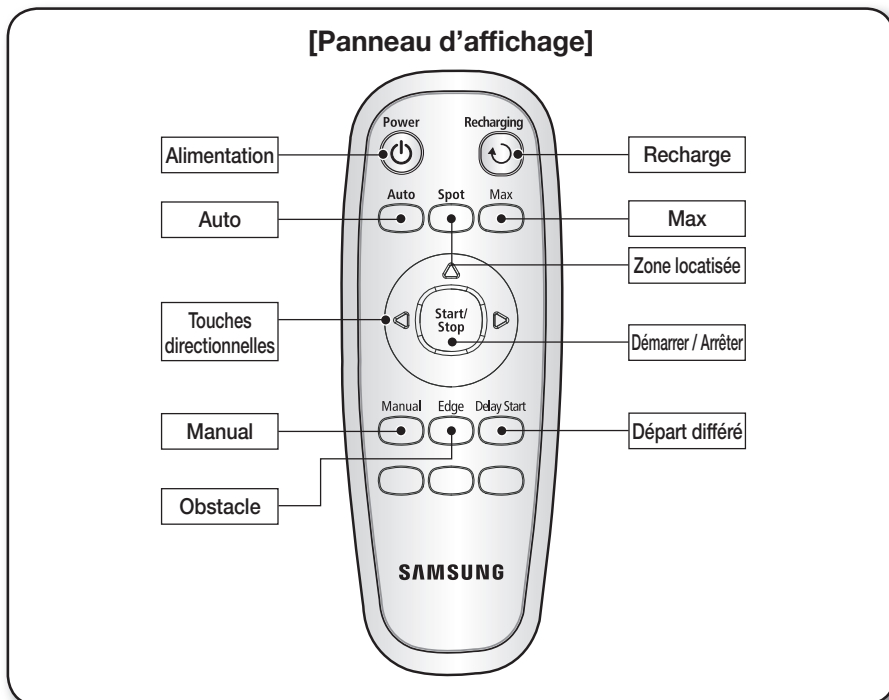 [Panneau d'affichage]
Power
Recharging
Alimentation
Recharge
Auto
Spot
Max
Auto
Max
Zone locatisée
Touches
directionnelles
Start/
Stop
Démarrer / Arrêter
Manual
Edge
Delay Start
Manual
Départ différé
Obstacle
SAMSUNG